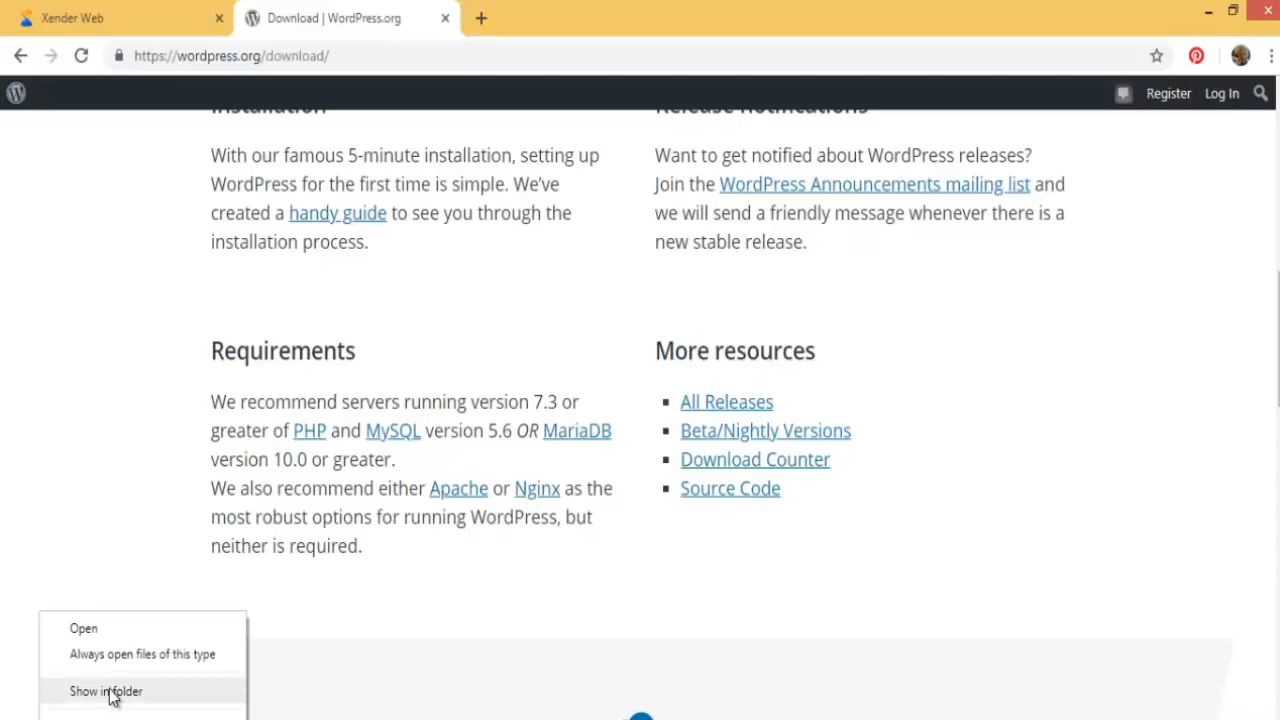 Xender Web
Download | WordPress.org
https://wordpress.org/download/
Register Log In
Installation
With our famous 5-minute installation, setting up
WordPress for the first time is simple. We've
created a handy guide to see you through the
installation process.
Release notifications
Want to get notified about WordPress releases?
Join the WordPress Announcements mailing list and
we will send a friendly message whenever there is a
new stable release.
Requirements
We recommend servers running version 7.3 or
greater of PHP and MySQL version 5.6 OR MariaDB
version 10.0 or greater.
We also recommend either Apache or Nginx as the
most robust options for running WordPress, but
neither is required.
More resources
All Releases
Beta/Nightly Versions
Download Counter
Source Code
Open
Always open files of this type
Show in folder